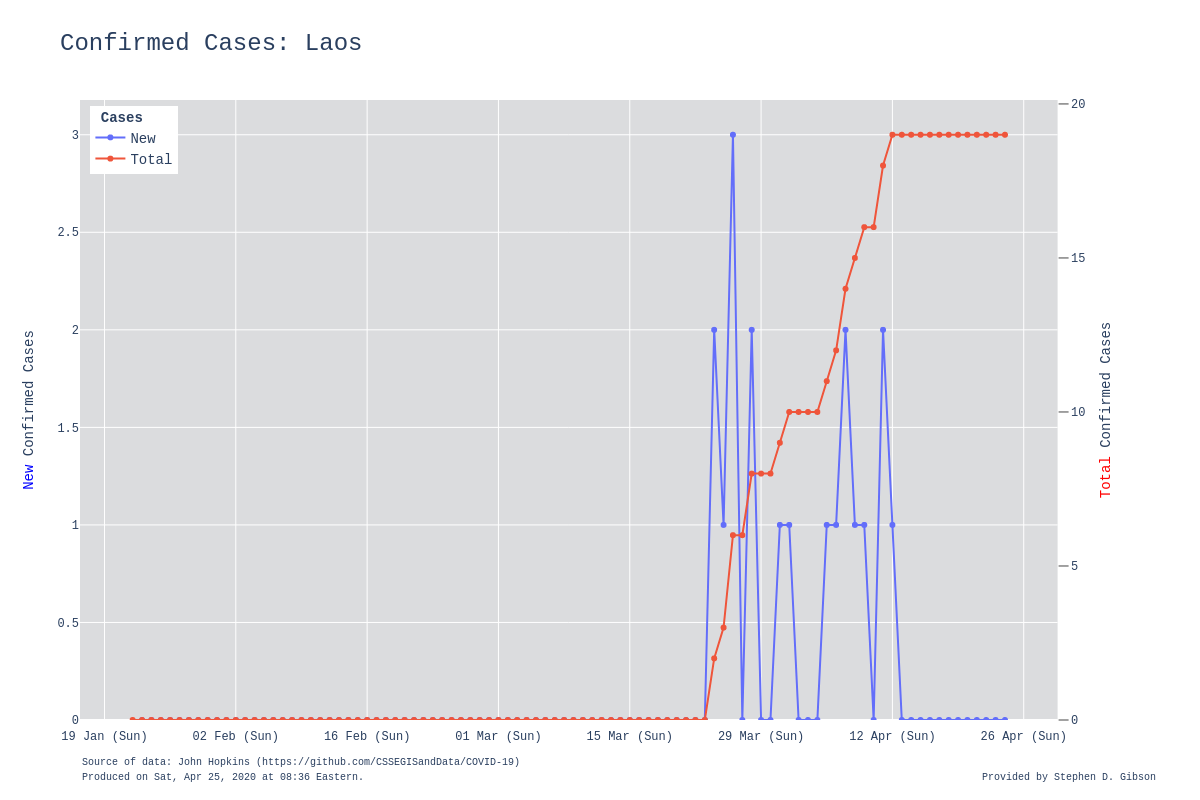 Confirmed Cases: Laos
Cases
New
Total
3
2.5
2
1.5
1
0.5
0
New Confirmed Cases
20
15
10
5
0
Total Confirmed Cases
19 Jan (Sun)
02 Feb (Sun)
16 Feb (Sun)
01 Mar (Sun)
15 Mar (Sun)
29 Mar (Sun)
12 Apr (Sun)
26 Apr (Sun)
Source of data: John Hopkins (https://github.com/CSSEGISandData/COVID-19)
Produced on Sat, Apr 25, 2020 at 08:36 Eastern.
Provided by Stephen D. Gibson